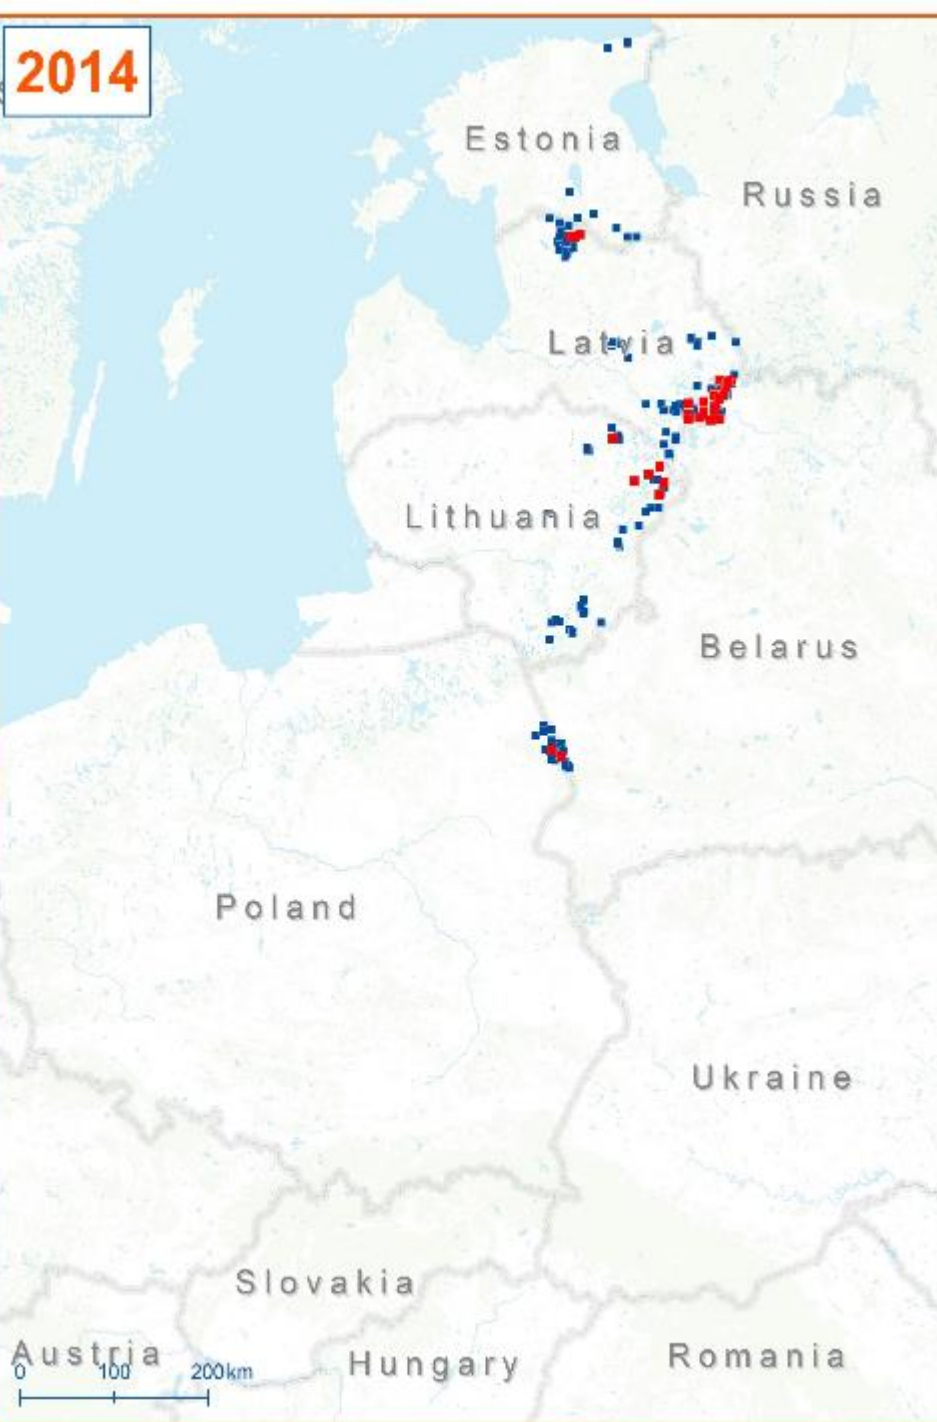 2014
Estonia
Russia
Latvia
Lithuania
Belarus
Poland
Ukraine
Slovakia
Austria
Hungary
Romania
0 100 200km